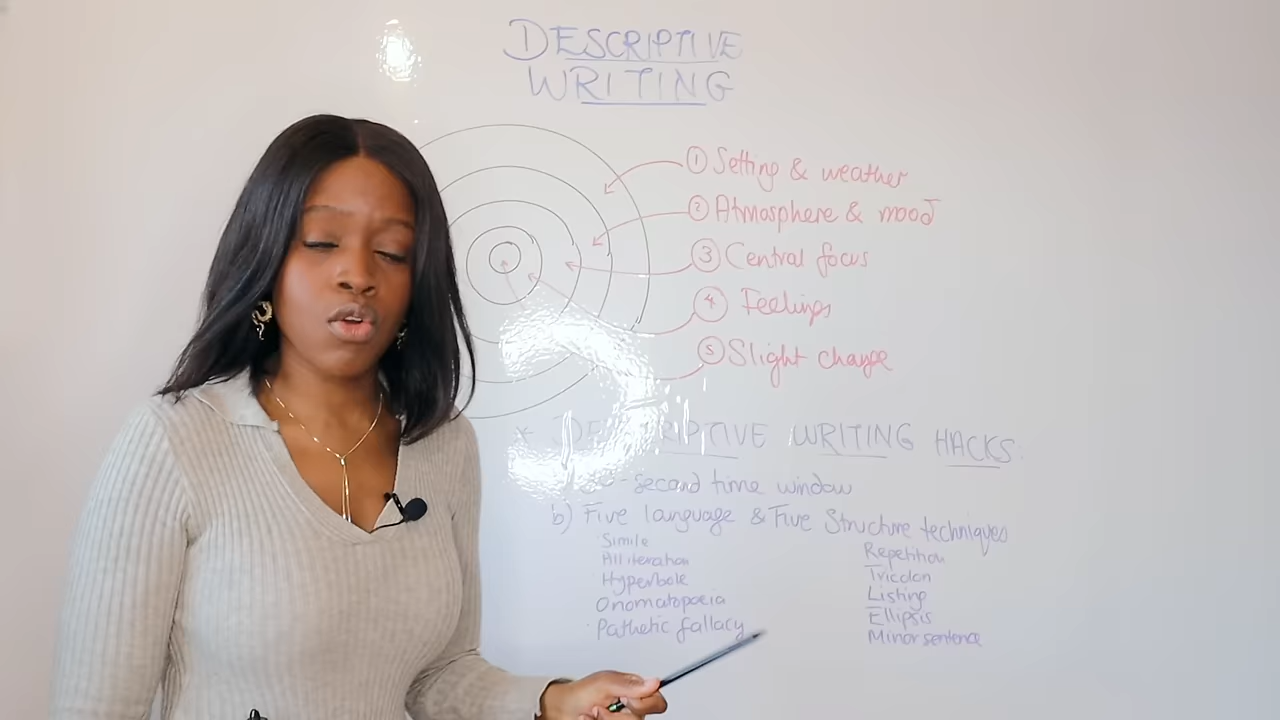 DESCRIPTIVE
WRITING
① Setting & weather
② Atmosphere & mood
③ Central focus
④ Feelings
⑤ Slight change
* DESCRIPTIVE WRITING HACKS.
-second time window
b) Five language & Five Structure techniques
Simile
Alliteration
Hyperbole
Onomatopoeia
Pathetic fallacy
Repetition
Tricolon
Listing
Ellipsis
Minor sentence